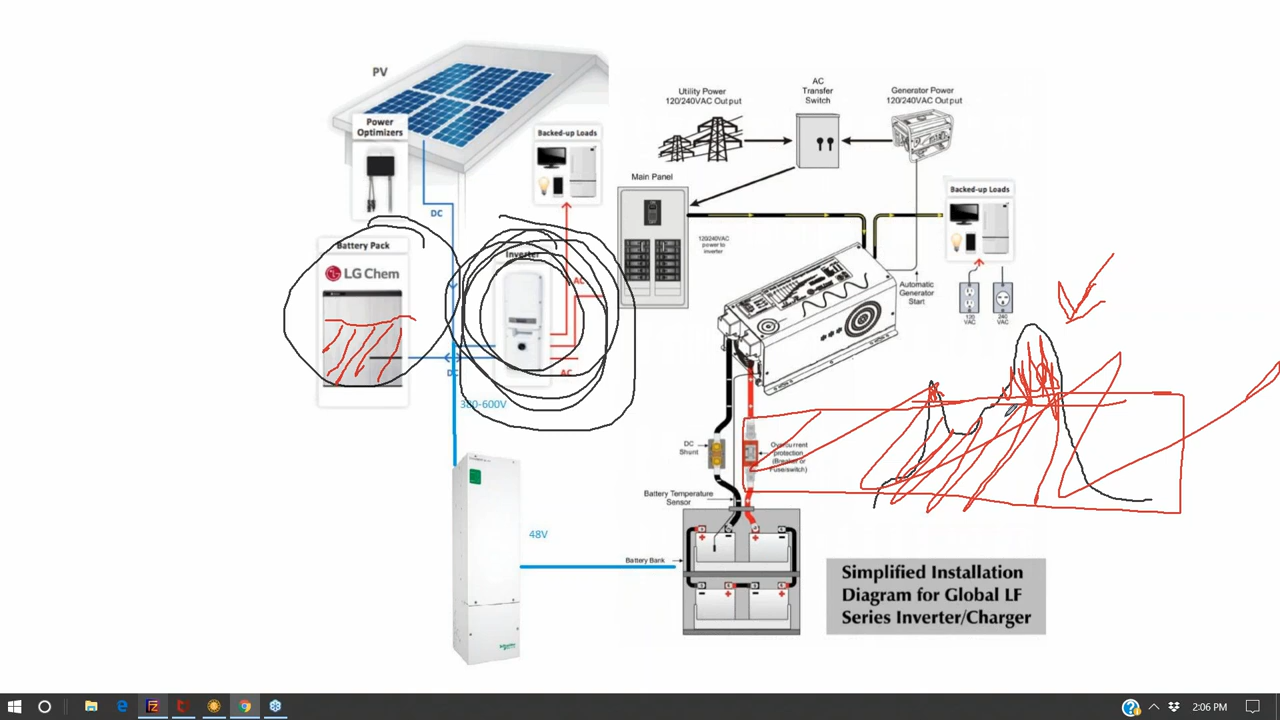 PV
Power
Optimizers
DC
Backed-up Loads
Battery Pack
LG Chem
Inverter
AC
AC
DC
380-600V
48V
Utility Power
120/240VAC Output
AC
Transfer
Switch
Generator Power
120/240VAC Output
Main Panel
120/240VAC
power to
inverter
Backed-up Loads
Automatic
Generator
Start
120
VAC
240
VAC
DC
Shunt
Overcurrent
protection
(Breaker or
Fuse/switch)
Battery Temperature
Sensor
Battery Bank
Simplified Installation
Diagram for Global LF
Series Inverter/Charger
2:06 PM